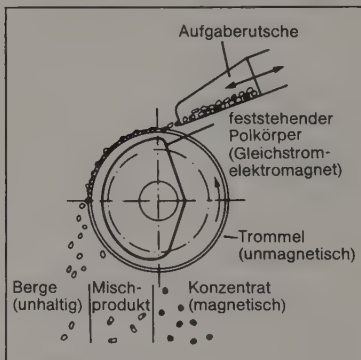 Aufgaberutsche
feststehender
Polkörper
(Gleichstrom-
elektromagnet)
Trommel
(unmagnetisch)
Berge
(unhaltig)
Misch-
produkt
Konzentrat
(magnetisch)